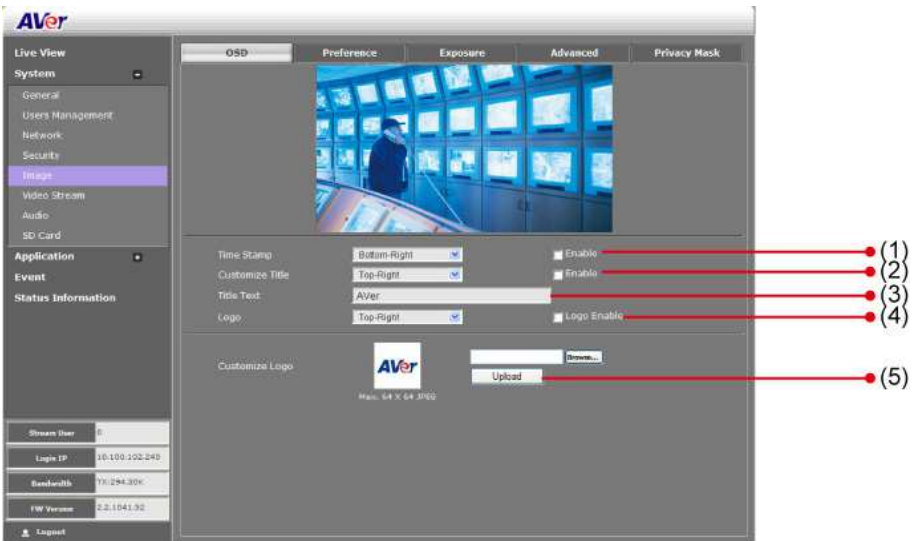 AVer
Live View
System
General
Users Management
Network
Security
Image
Video Stream
Audio
SD Card
Application
Event
Status Information
OSD Preference Exposure Advanced Privacy Mask
Time Stamp Bottom-Right Enable (1)
Customize Title Top-Right Enable (2)
Title Text AVer (3)
Logo Top-Right Logo Enable (4)
Customize Logo AVer Browse...
Upload (5)
Max. 64 X 64 JPEG
Stream User 0
Login IP 10.100.102.240
Bandwidth TX:294.30K
FW Version 2.2.1041.92
Logout